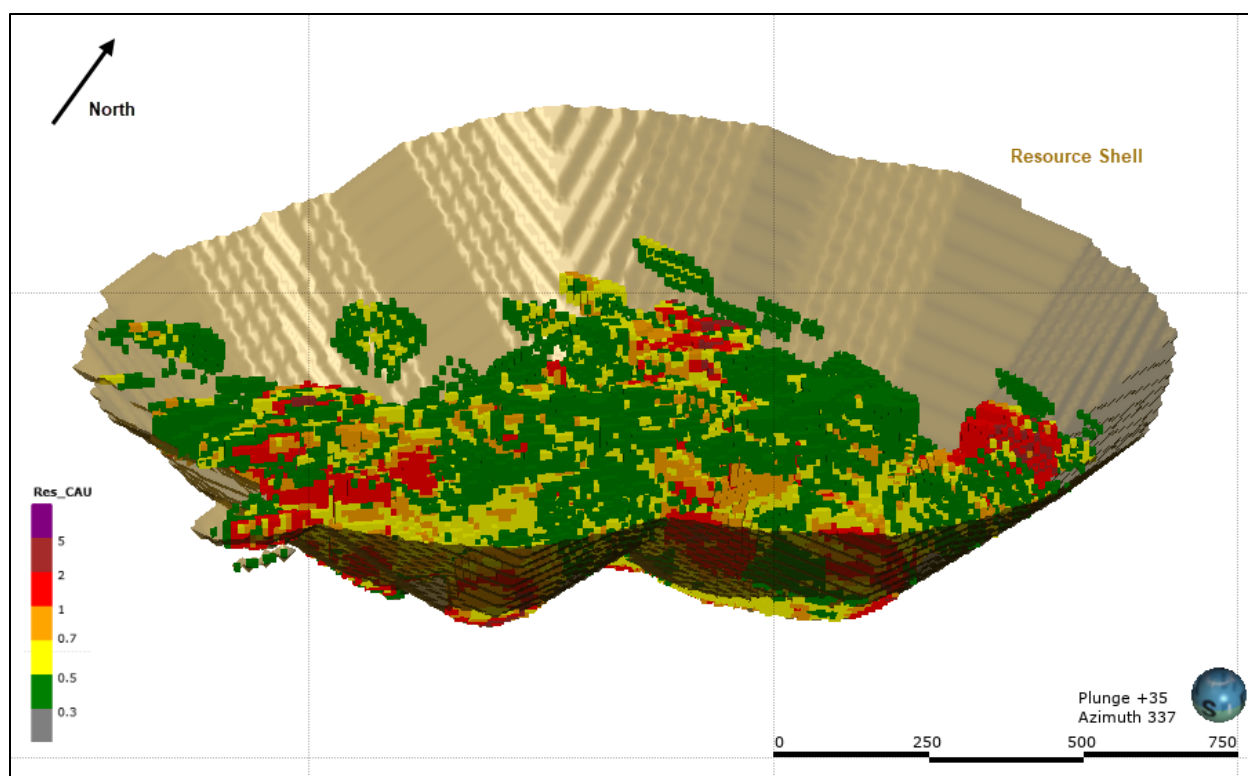 North
Resource Shell
Res_CAU
5
2
1
0.7
0.5
0.3
S
Plunge +35
Azimuth 337
0 250 500 750